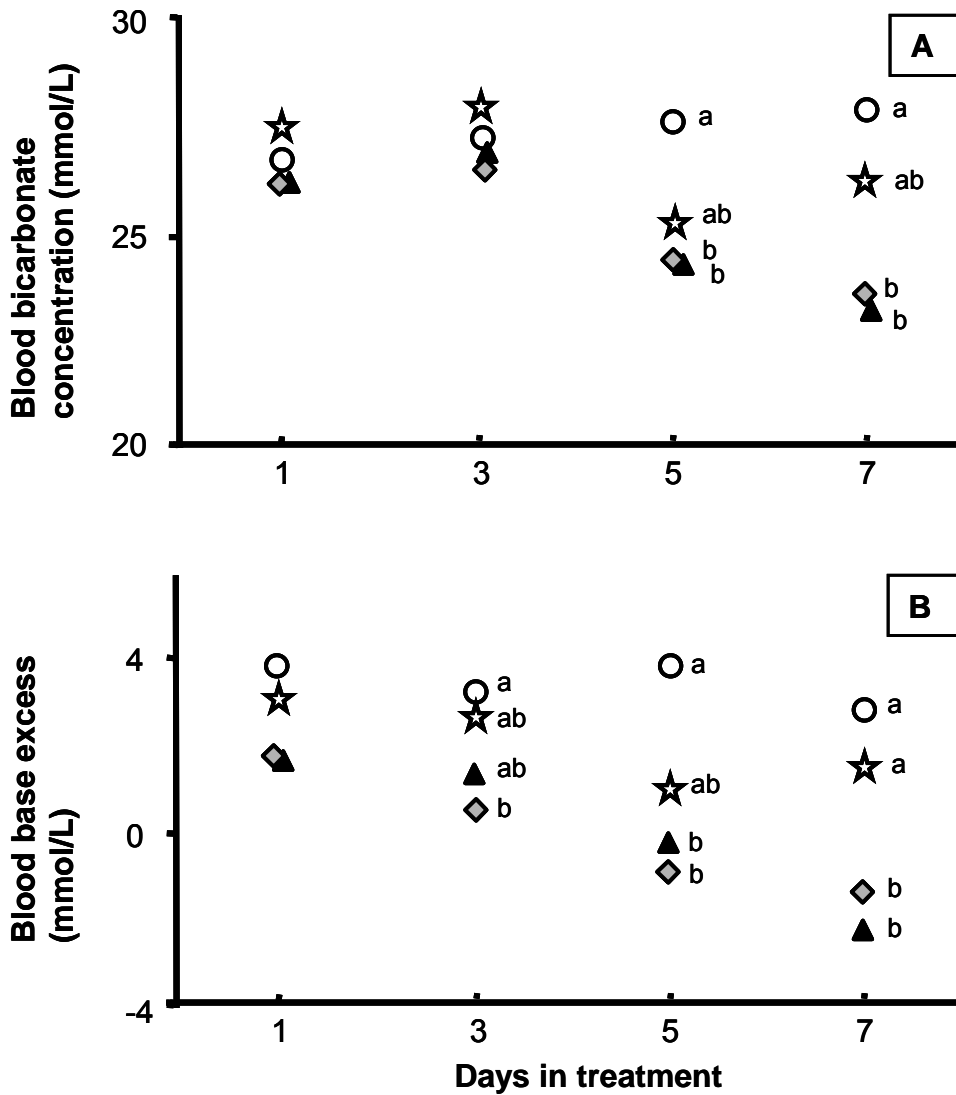 A
Blood bicarbonate
concentration (mmol/L)
30
25
20
a
a
ab
ab
b
b
b
b
1 3 5 7
B
Blood base excess
(mmol/L)
4
0
-4
a
a
a
ab
ab
ab
a
b
b
b
b
b
1 3 5 7
Days in treatment